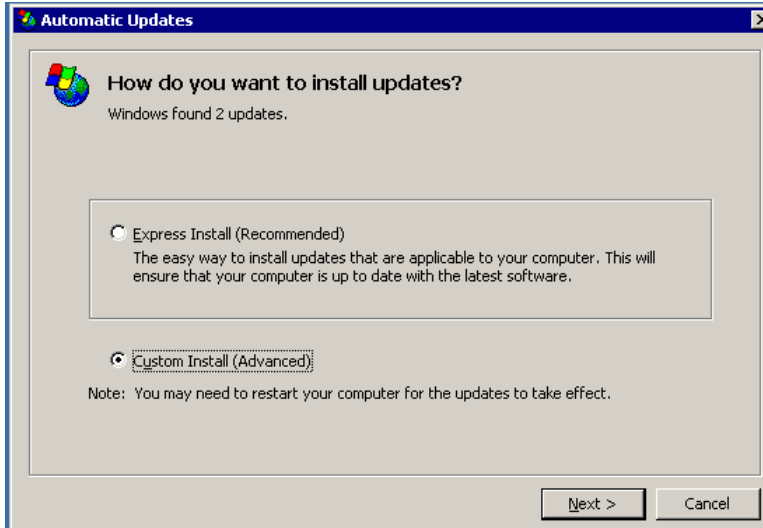 Automatic Updates
How do you want to install updates?
Windows found 2 updates.
Express Install (Recommended)
The easy way to install updates that are applicable to your computer. This will
ensure that your computer is up to date with the latest software.
Custom Install (Advanced)
Note: You may need to restart your computer for the updates to take effect.
Next >
Cancel